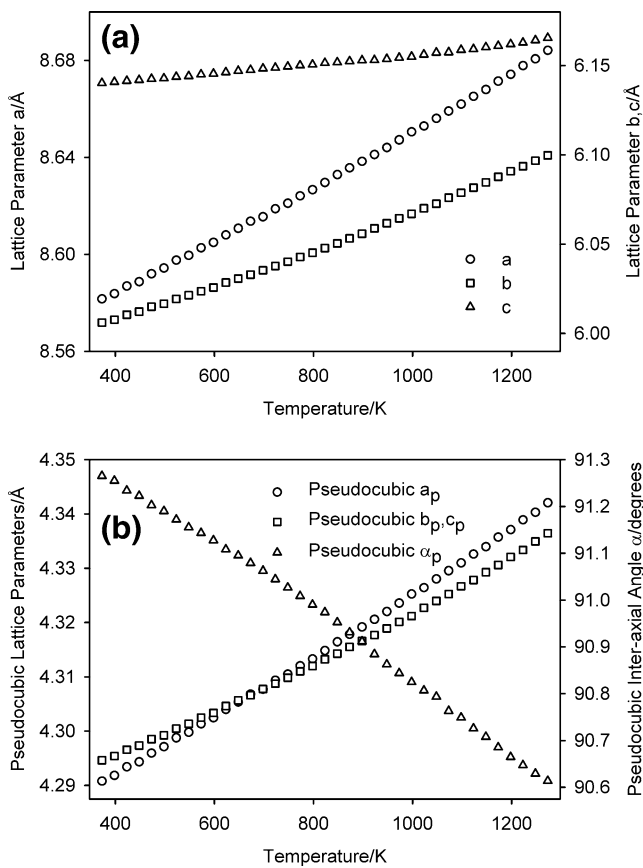 (a)
Lattice Parameter a/Å
8.68
8.64
8.60
8.56
6.15
6.10
6.05
6.00
Lattice Parameter b,c/Å
a
b
c
400 600 800 1000 1200
Temperature/K
(b)
Pseudocubic Lattice Parameters/Å
4.35
4.34
4.33
4.32
4.31
4.30
4.29
Pseudocubic ap
Pseudocubic bp,cp
Pseudocubic αp
91.3
91.2
91.1
91.0
90.9
90.8
90.7
90.6
Pseudocubic Inter-axial Angle α/degrees
400 600 800 1000 1200
Temperature/K